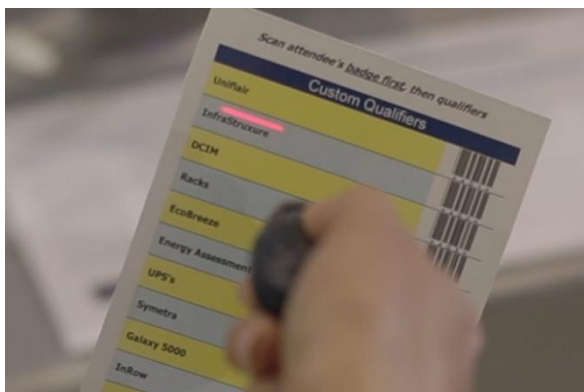 Scan attendee's badge first, then qualifiers
Custom Qualifiers
Uniflair
InfraStruxure
DCIM
Racks
EcoBreeze
Energy Assessment
UPS's
Symetra
Galaxy 5000
InRow